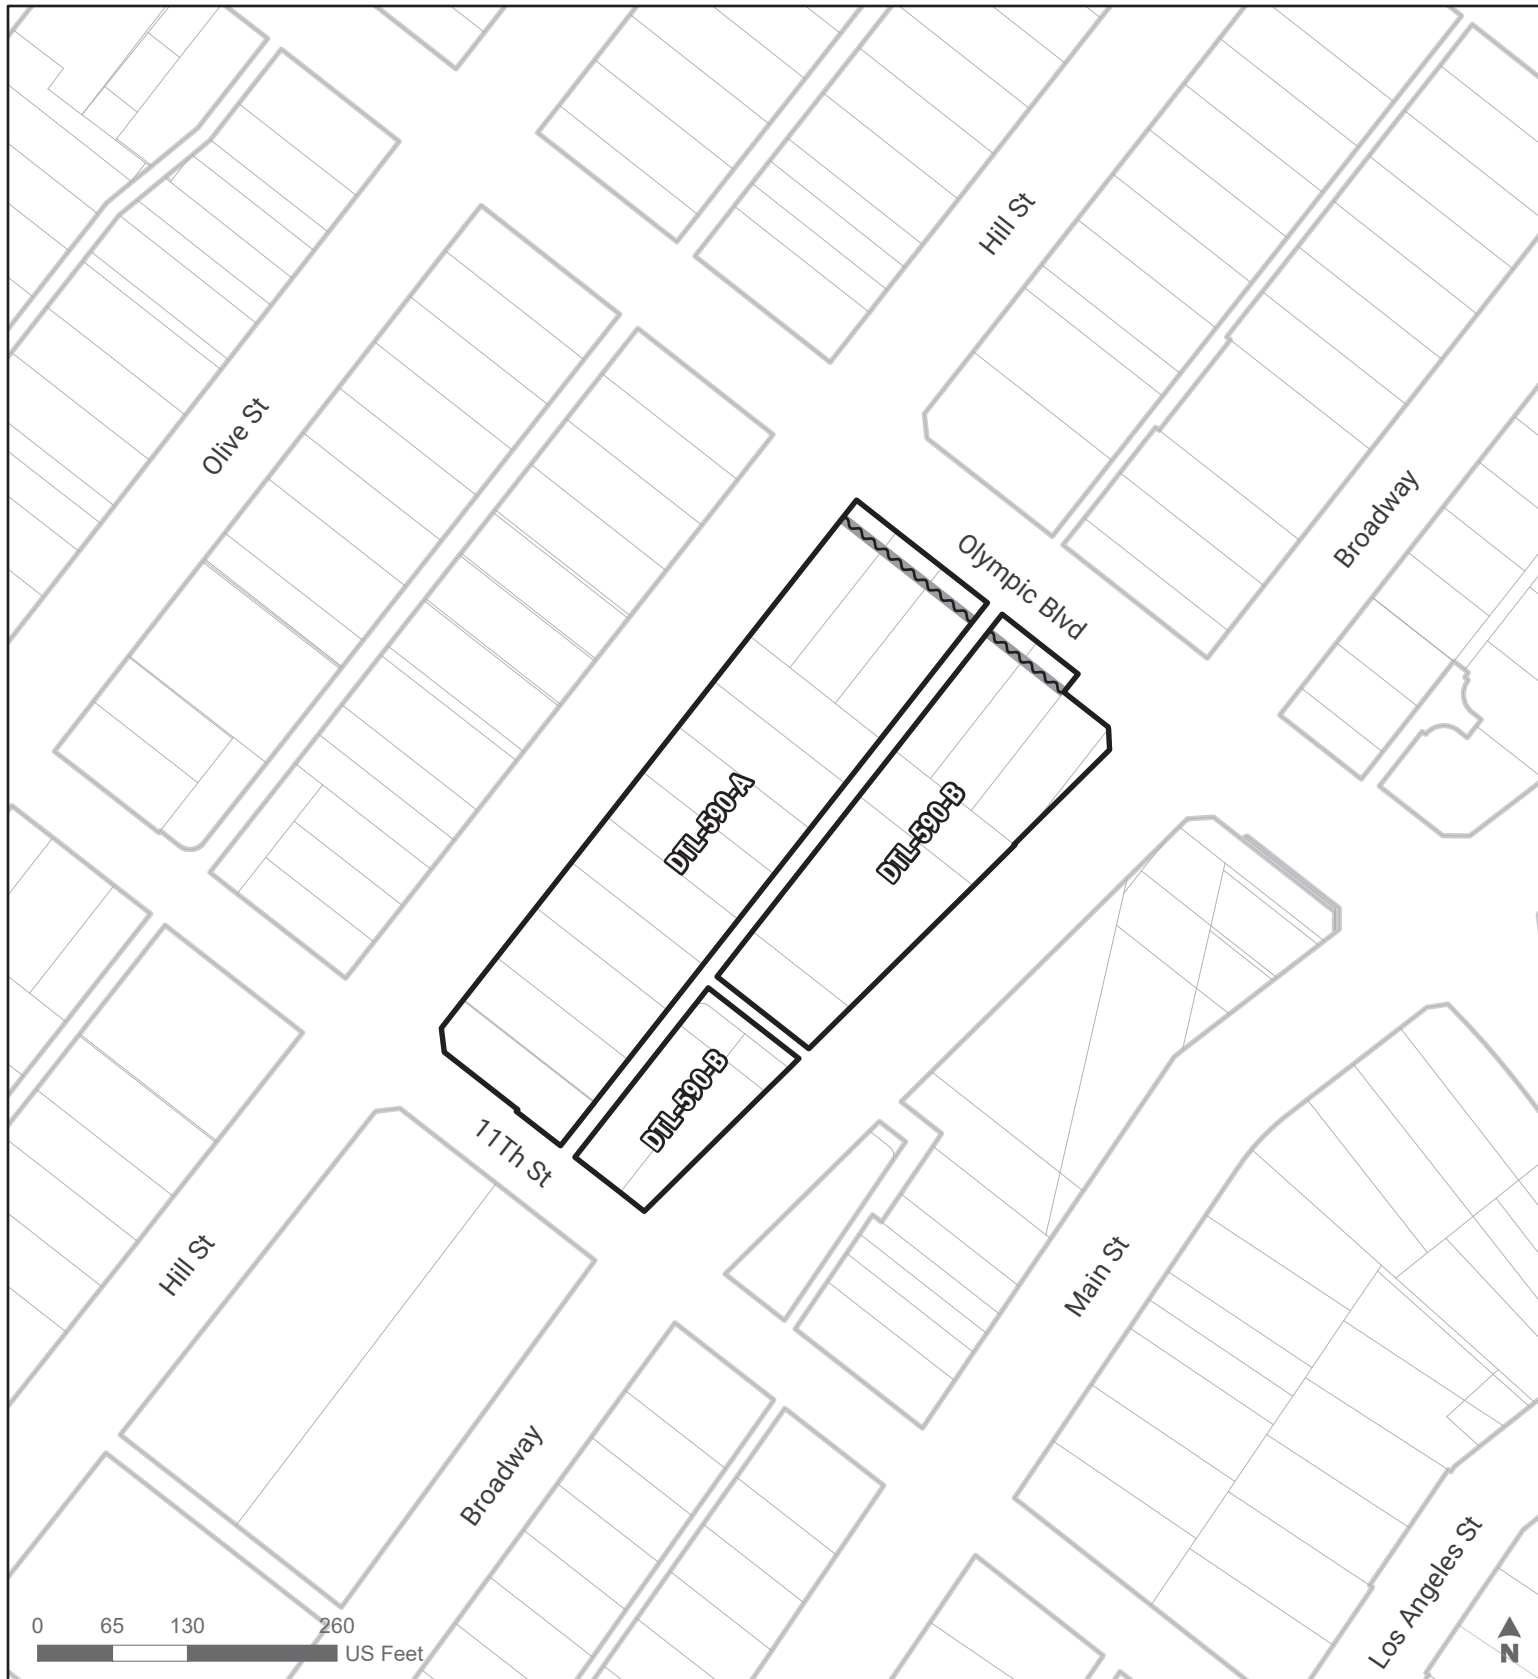 Hill St
Olive St
Broadway
Olympic Blvd
DTL-590-A
DTL-590-B
DTL-590-B
11Th St
Hill St
Main St
Broadway
Los Angeles St
0 65 130 260
US Feet
N